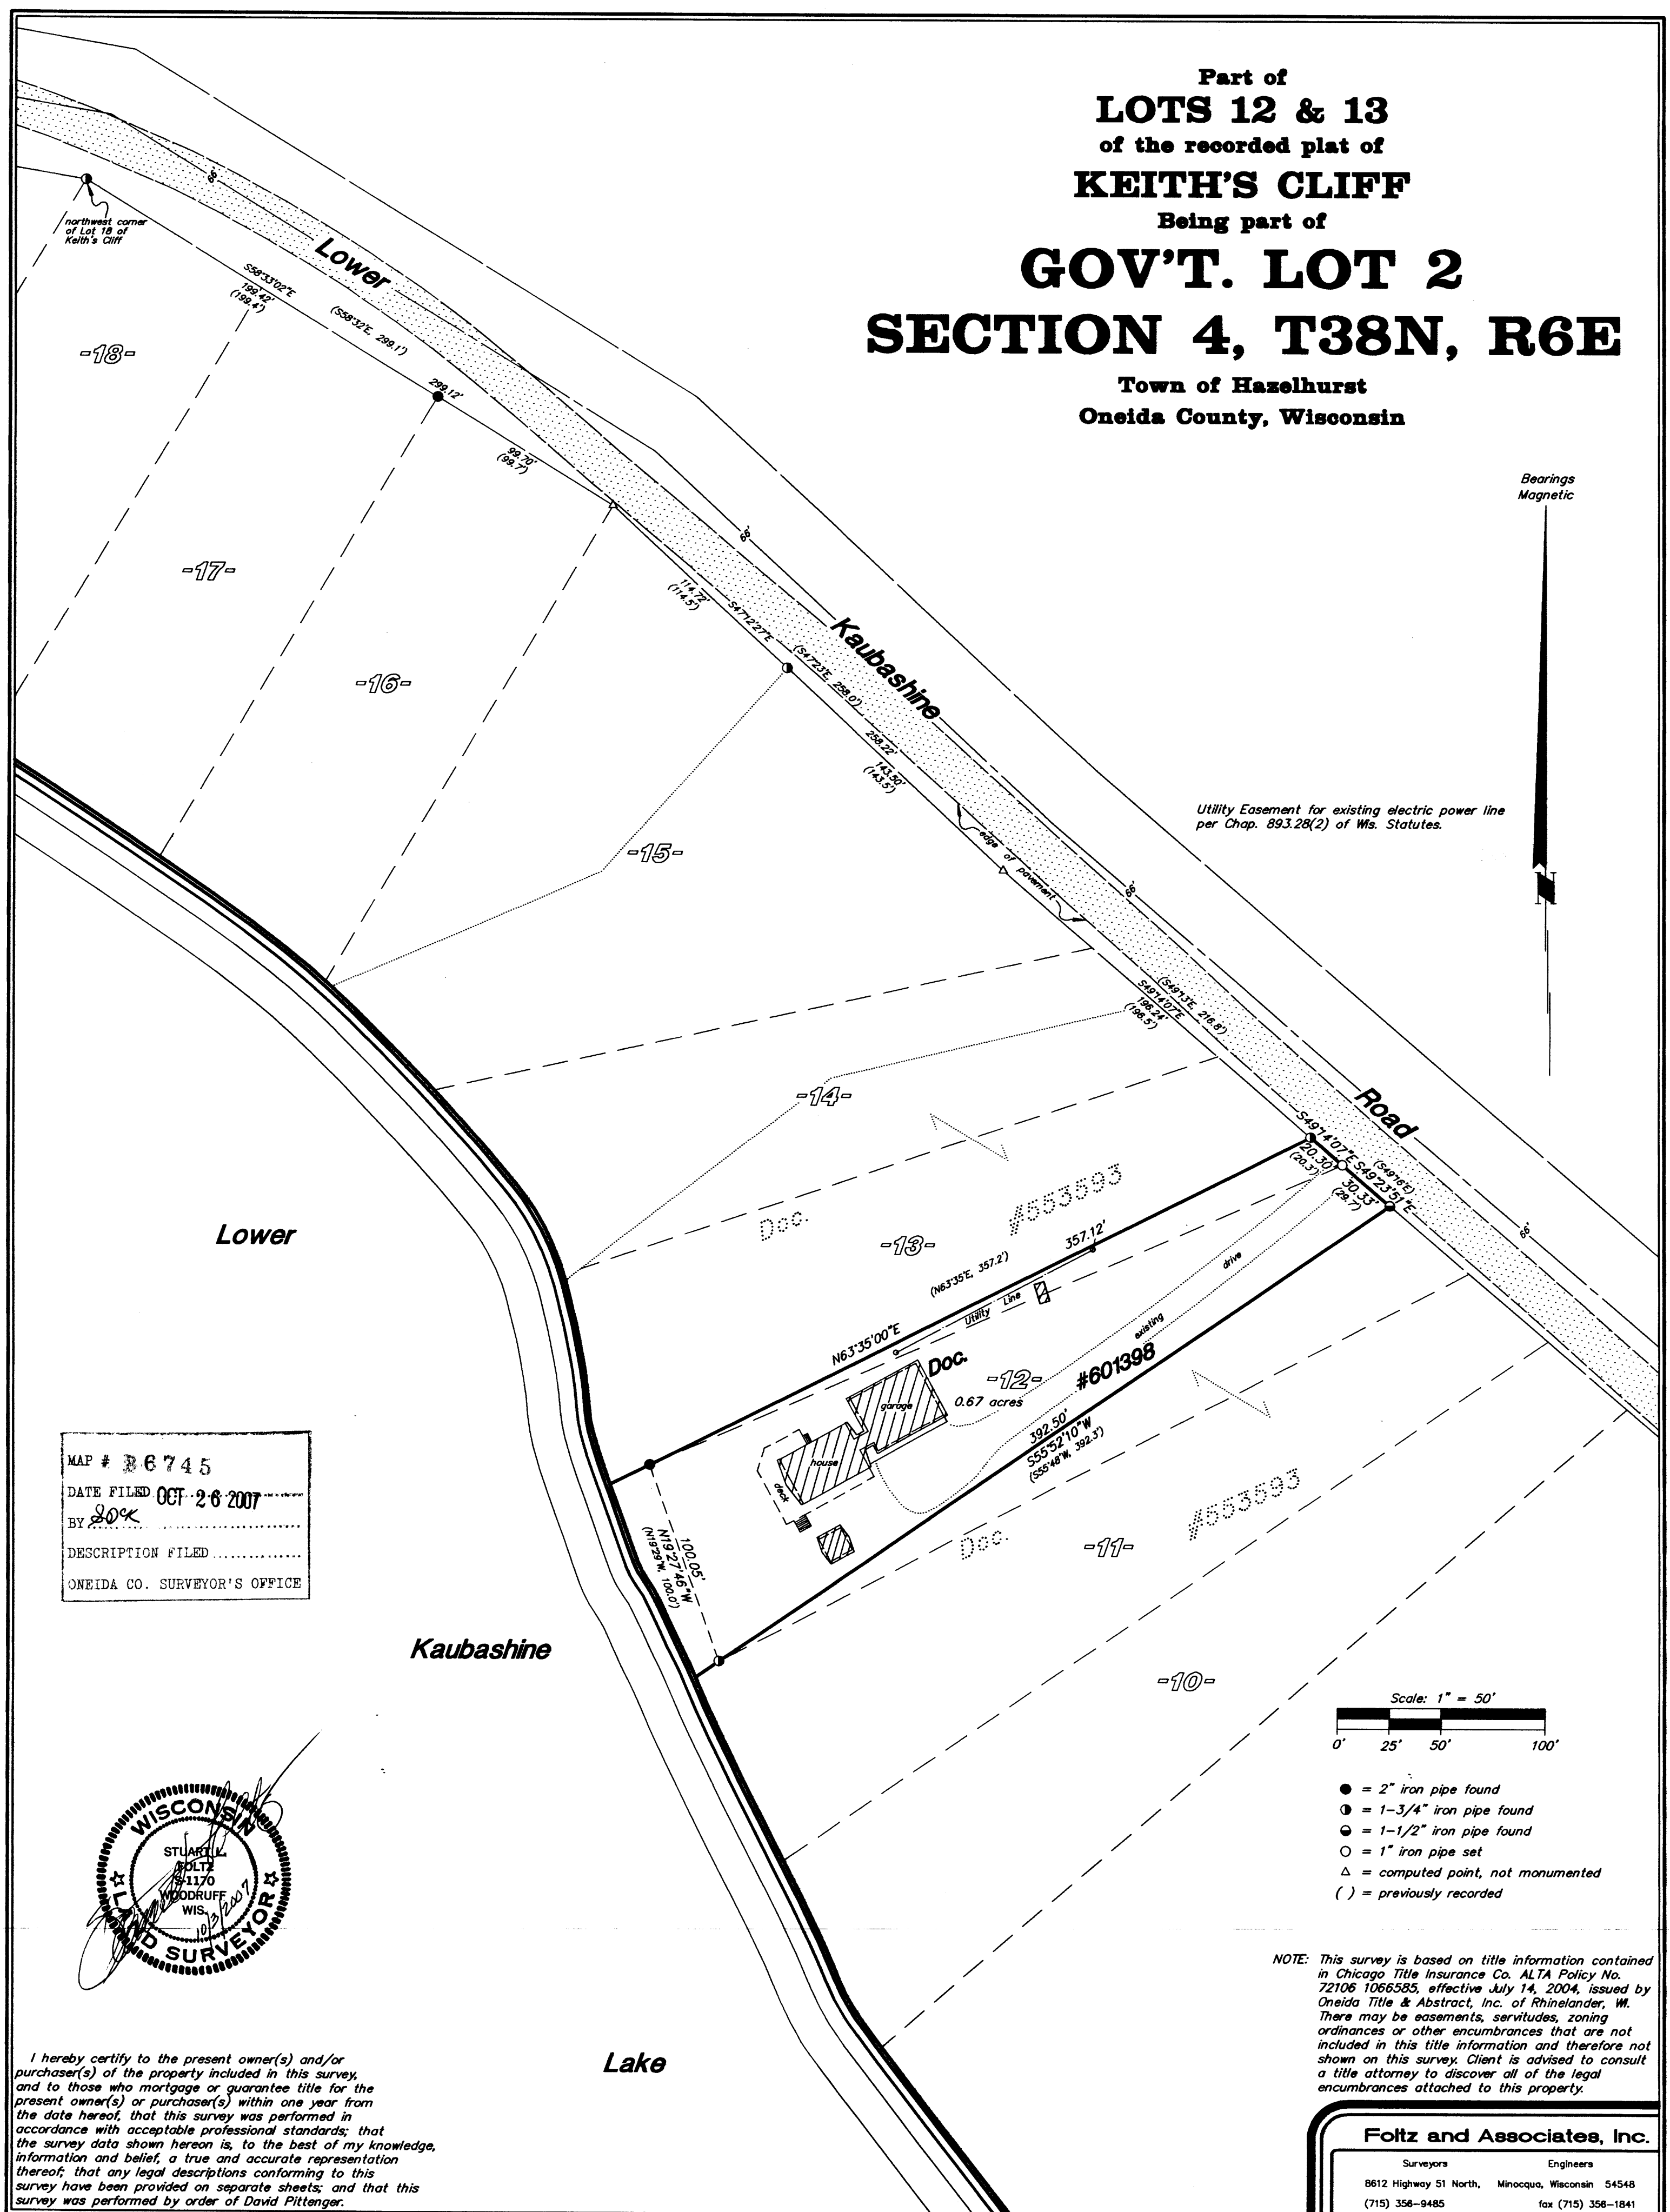 Part of
LOTS 12 & 13
of the recorded plat of
KEITH'S CLIFF
Being part of
GOV'T. LOT 2
SECTION 4, T38N, R6E
Town of Hazelhurst
Oneida County, Wisconsin
Bearings
Magnetic
N
northwest corner
of Lot 18 of
Keith's Cliff
66'
Lower
S58°33'02"E
199.42'
(199.4')
(S58°32'E, 299.1')
299.12'
-18-
99.70'
(99.7')
-17-
66'
114.72'
(114.5')
S47°12'27"E
(S47°23'E, 258.0')
Kaubashine
-16-
258.22'
143.50'
(143.5')
Utility Easement for existing electric power line
per Chap. 893.28(2) of Wis. Statutes.
-15-
edge of pavement
66'
(S49°13'E, 216.8')
S49°14'07"E
196.24'
(196.5')
-14-
Road
S49°14'07"E
20.30'
(20.3')
(S49°16'E)
S49°23'51"E
30.33'
(29.7')
66'
Doc. #553593
-13-
357.12'
(N63°35'E, 357.2')
N63°35'00"E
Utility Line
existing drive
Doc. #601398
-12-
0.67 acres
garage
house
deck
392.50'
S55°52'10"W
(S55°48'W, 392.3')
100.05'
N19°27'46"W
(N19°29'W, 100.0')
Doc. #553593
-11-
-10-
Lower
Kaubashine
Lake
MAP # B6745
DATE FILED OCT 26 2007
BY
DESCRIPTION FILED
ONEIDA CO. SURVEYOR'S OFFICE
Scale: 1" = 50'
0' 25' 50' 100'
● = 2" iron pipe found
◑ = 1-3/4" iron pipe found
◒ = 1-1/2" iron pipe found
○ = 1" iron pipe set
△ = computed point, not monumented
( ) = previously recorded
WISCONSIN
STUART L.
FOLTZ
S-1170
WOODRUFF
WIS.
10/3/2007
LAND SURVEYOR
NOTE: This survey is based on title information contained
in Chicago Title Insurance Co. ALTA Policy No.
72106 1066585, effective July 14, 2004, issued by
Oneida Title & Abstract, Inc. of Rhinelander, WI.
There may be easements, servitudes, zoning
ordinances or other encumbrances that are not
included in this title information and therefore not
shown on this survey. Client is advised to consult
a title attorney to discover all of the legal
encumbrances attached to this property.
I hereby certify to the present owner(s) and/or
purchaser(s) of the property included in this survey,
and to those who mortgage or guarantee title for the
present owner(s) or purchaser(s) within one year from
the date hereof, that this survey was performed in
accordance with acceptable professional standards; that
the survey data shown hereon is, to the best of my knowledge,
information and belief, a true and accurate representation
thereof; that any legal descriptions conforming to this
survey have been provided on separate sheets; and that this
survey was performed by order of David Pittenger.
Foltz and Associates, Inc.
Surveyors Engineers
8612 Highway 51 North, Minocqua, Wisconsin 54548
(715) 356-9485 fax (715) 356-1841